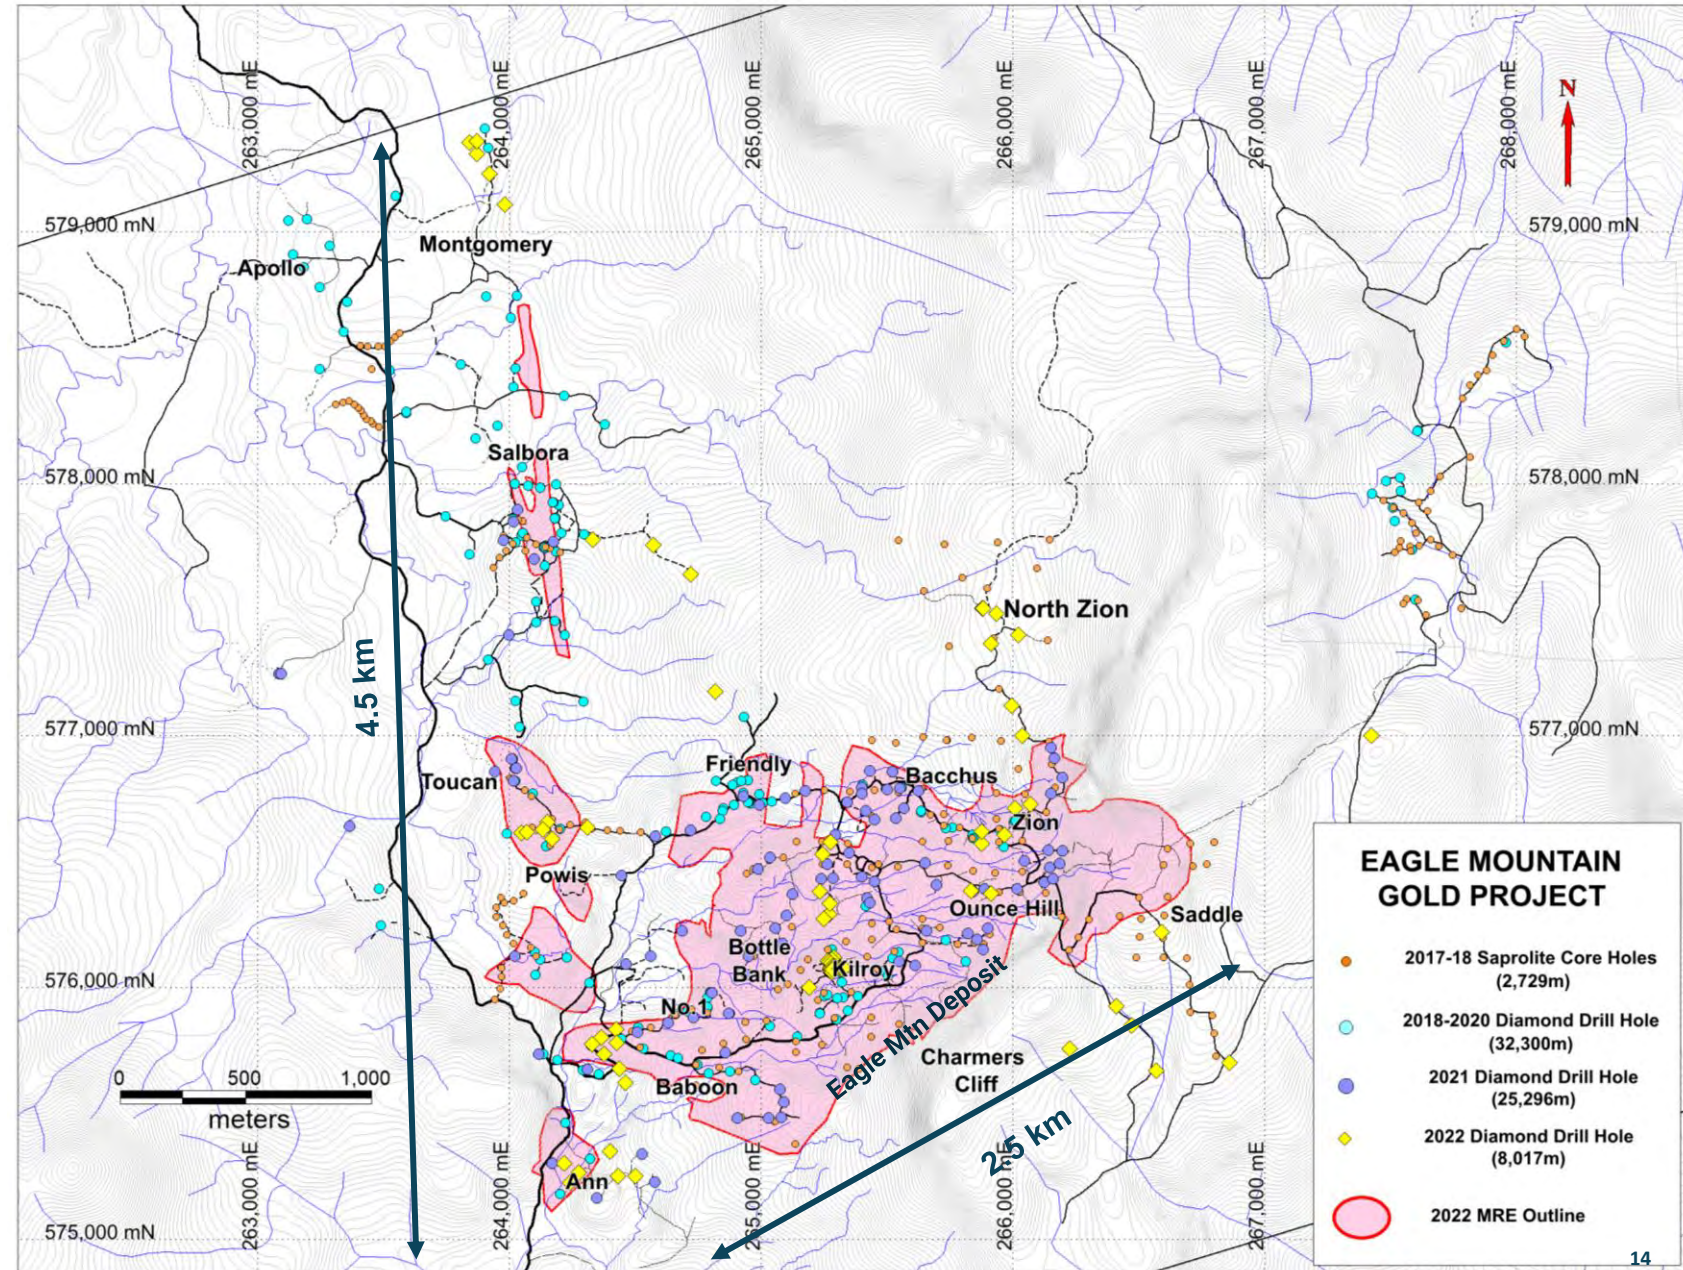 263,000 mE
264,000 mE
265,000 mE
266,000 mE
267,000 mE
268,000 mE
N
579,000 mN
579,000 mN
Montgomery
Apollo
Salbora
578,000 mN
578,000 mN
North Zion
4.5 km
577,000 mN
577,000 mN
Friendly
Toucan
Bacchus
Zion
Powis
Ounce Hill
Saddle
Bottle
Bank
Kilroy
576,000 mN
No.1
Eagle Mtn Deposit
Charmers
Cliff
Baboon
2.5 km
0
500
1,000
meters
Ann
575,000 mN
263,000 mE
264,000 mE
265,000 mE
266,000 mE
267,000 mE
EAGLE MOUNTAIN
GOLD PROJECT
2017-18 Saprolite Core Holes
(2,729m)
2018-2020 Diamond Drill Hole
(32,300m)
2021 Diamond Drill Hole
(25,296m)
2022 Diamond Drill Hole
(8,017m)
2022 MRE Outline
14